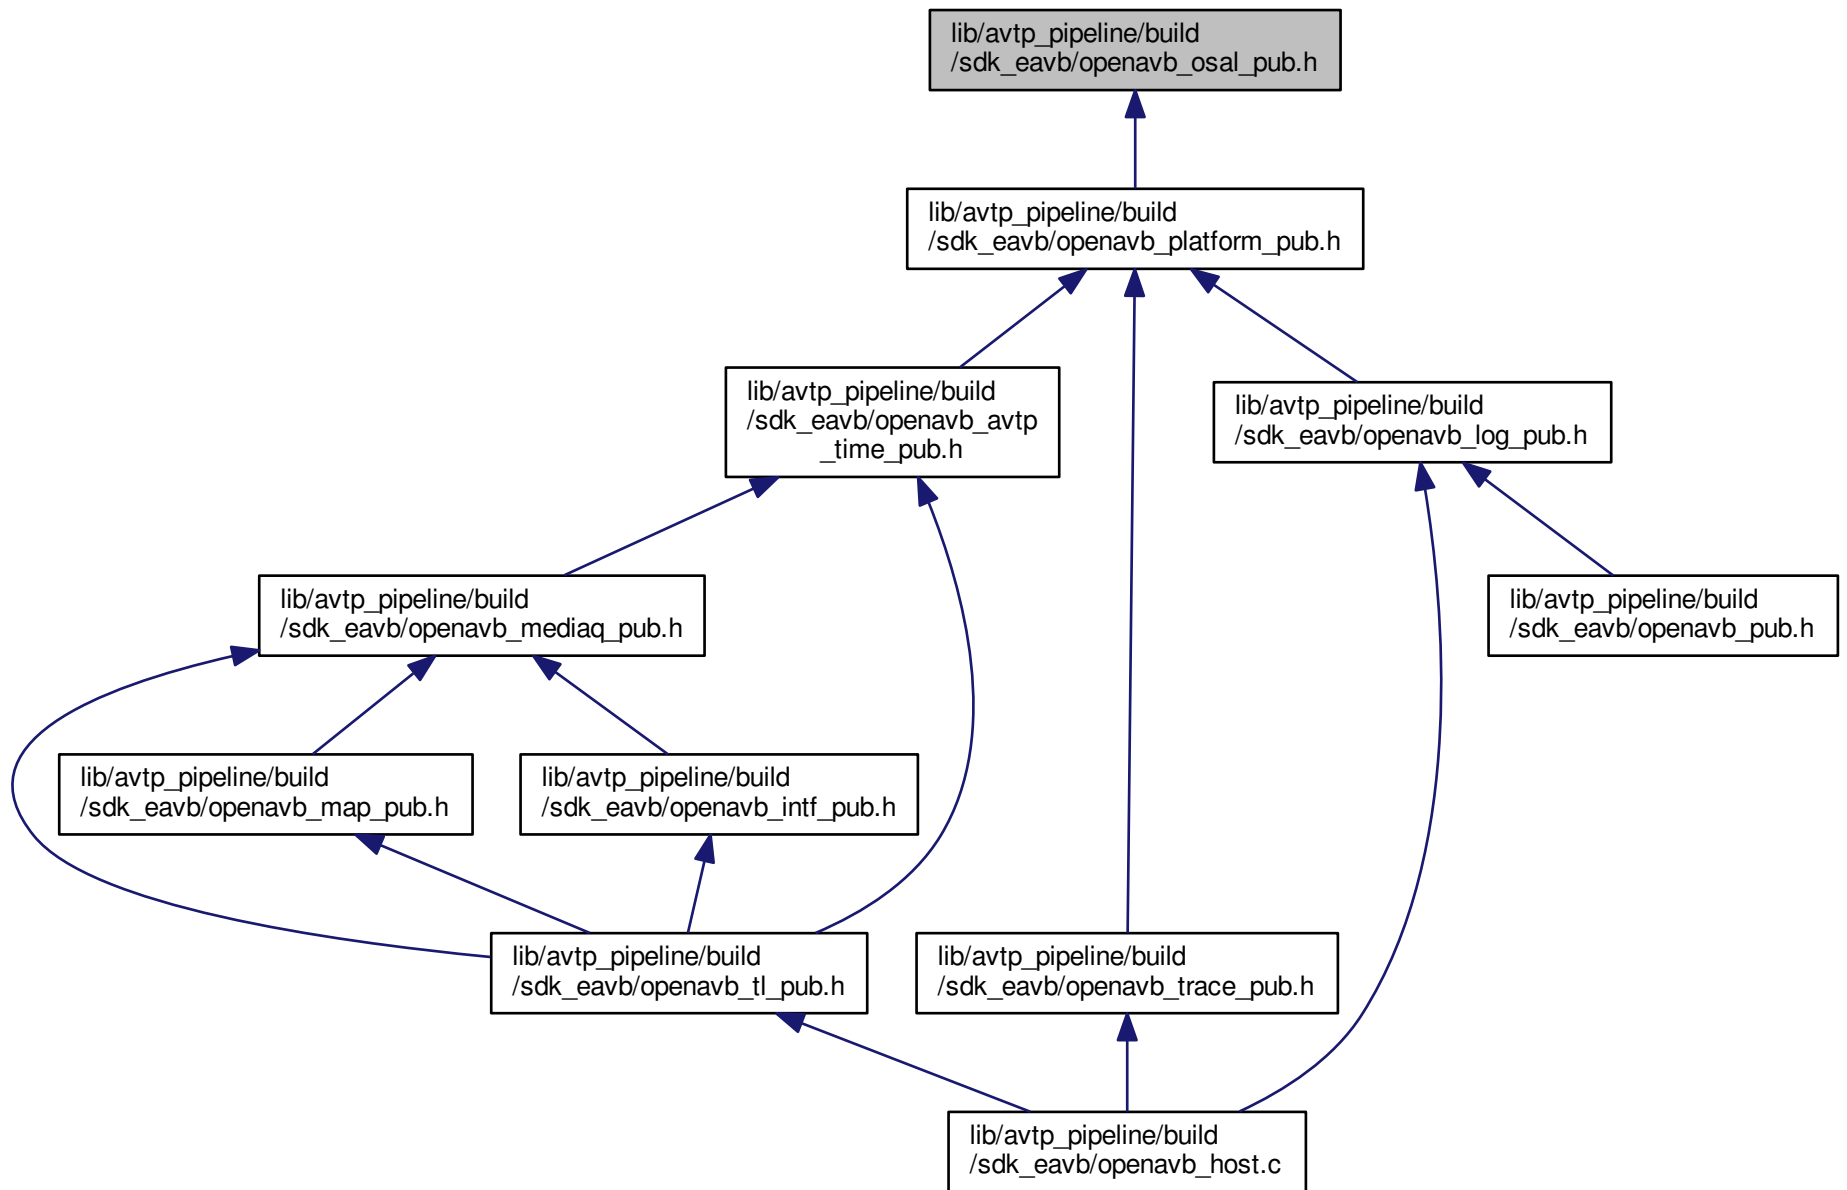 lib/avtp_pipeline/build
/sdk_eavb/openavb_osal_pub.h
lib/avtp_pipeline/build
/sdk_eavb/openavb_platform_pub.h
lib/avtp_pipeline/build
/sdk_eavb/openavb_avtp
_time_pub.h
lib/avtp_pipeline/build
/sdk_eavb/openavb_log_pub.h
lib/avtp_pipeline/build
/sdk_eavb/openavb_mediaq_pub.h
lib/avtp_pipeline/build
/sdk_eavb/openavb_pub.h
lib/avtp_pipeline/build
/sdk_eavb/openavb_map_pub.h
lib/avtp_pipeline/build
/sdk_eavb/openavb_intf_pub.h
lib/avtp_pipeline/build
/sdk_eavb/openavb_tl_pub.h
lib/avtp_pipeline/build
/sdk_eavb/openavb_trace_pub.h
lib/avtp_pipeline/build
/sdk_eavb/openavb_host.c